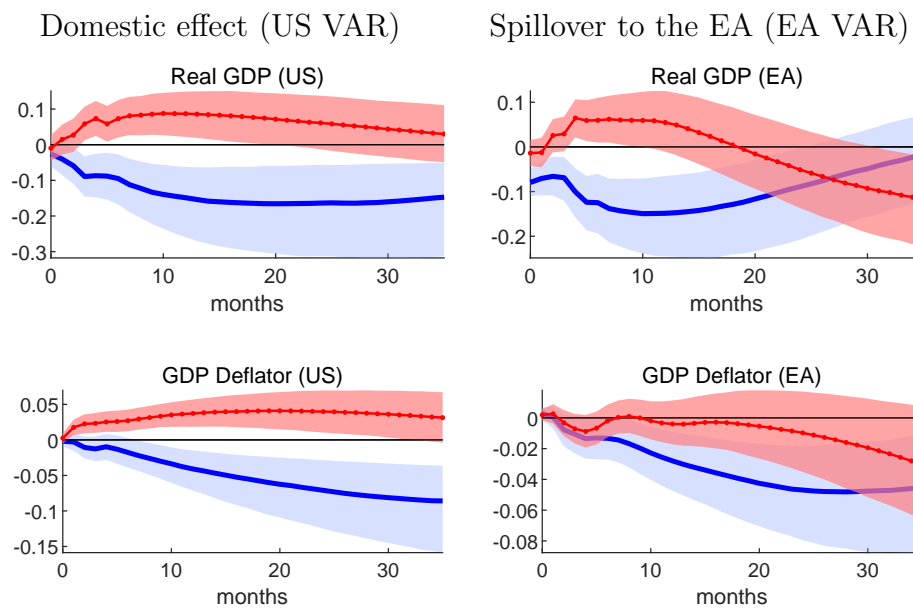 Domestic effect (US VAR)
Spillover to the EA (EA VAR)
Real GDP (US)
0.1
0
-0.1
-0.2
-0.3
0 10 20 30
months
Real GDP (EA)
0.1
0
-0.1
-0.2
0 10 20 30
months
GDP Deflator (US)
0.05
0
-0.05
-0.1
-0.15
0 10 20 30
months
GDP Deflator (EA)
0
-0.02
-0.04
-0.06
-0.08
0 10 20 30
months